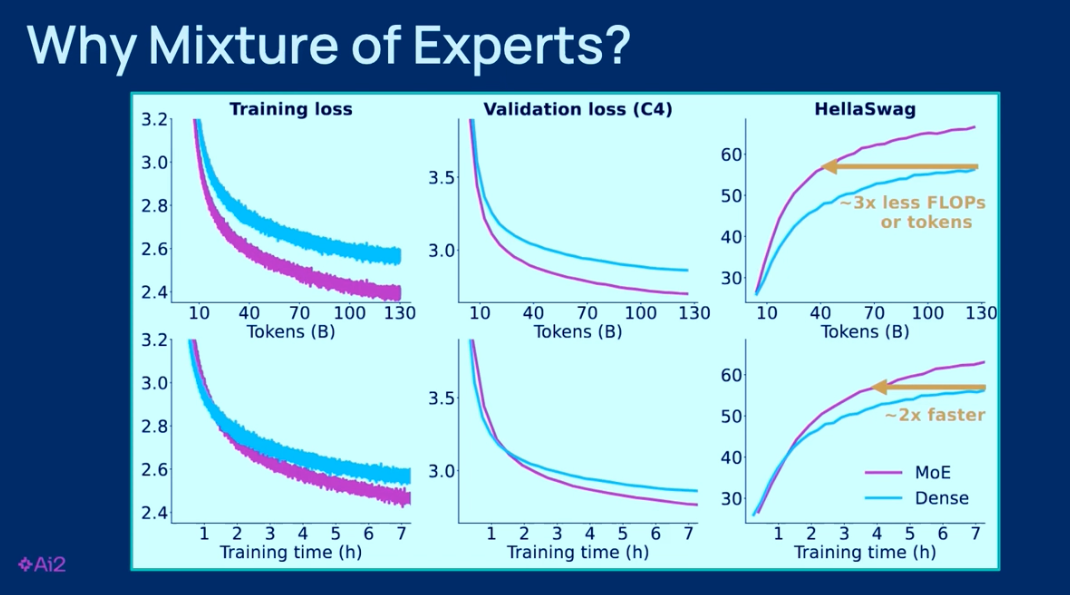 Why Mixture of Experts?
Training loss
3.2
3.0
2.8
2.6
2.4
10 40 70 100 130
Tokens (B)
Validation loss (C4)
3.5
3.0
10 40 70 100 130
Tokens (B)
HellaSwag
60
50
40
30
~3x less FLOPs
or tokens
10 40 70 100 130
Tokens (B)
3.2
3.0
2.8
2.6
2.4
1 2 3 4 5 6 7
Training time (h)
3.5
3.0
1 2 3 4 5 6 7
Training time (h)
60
50
40
30
~2x faster
MoE
Dense
1 2 3 4 5 6 7
Training time (h)
Ai2